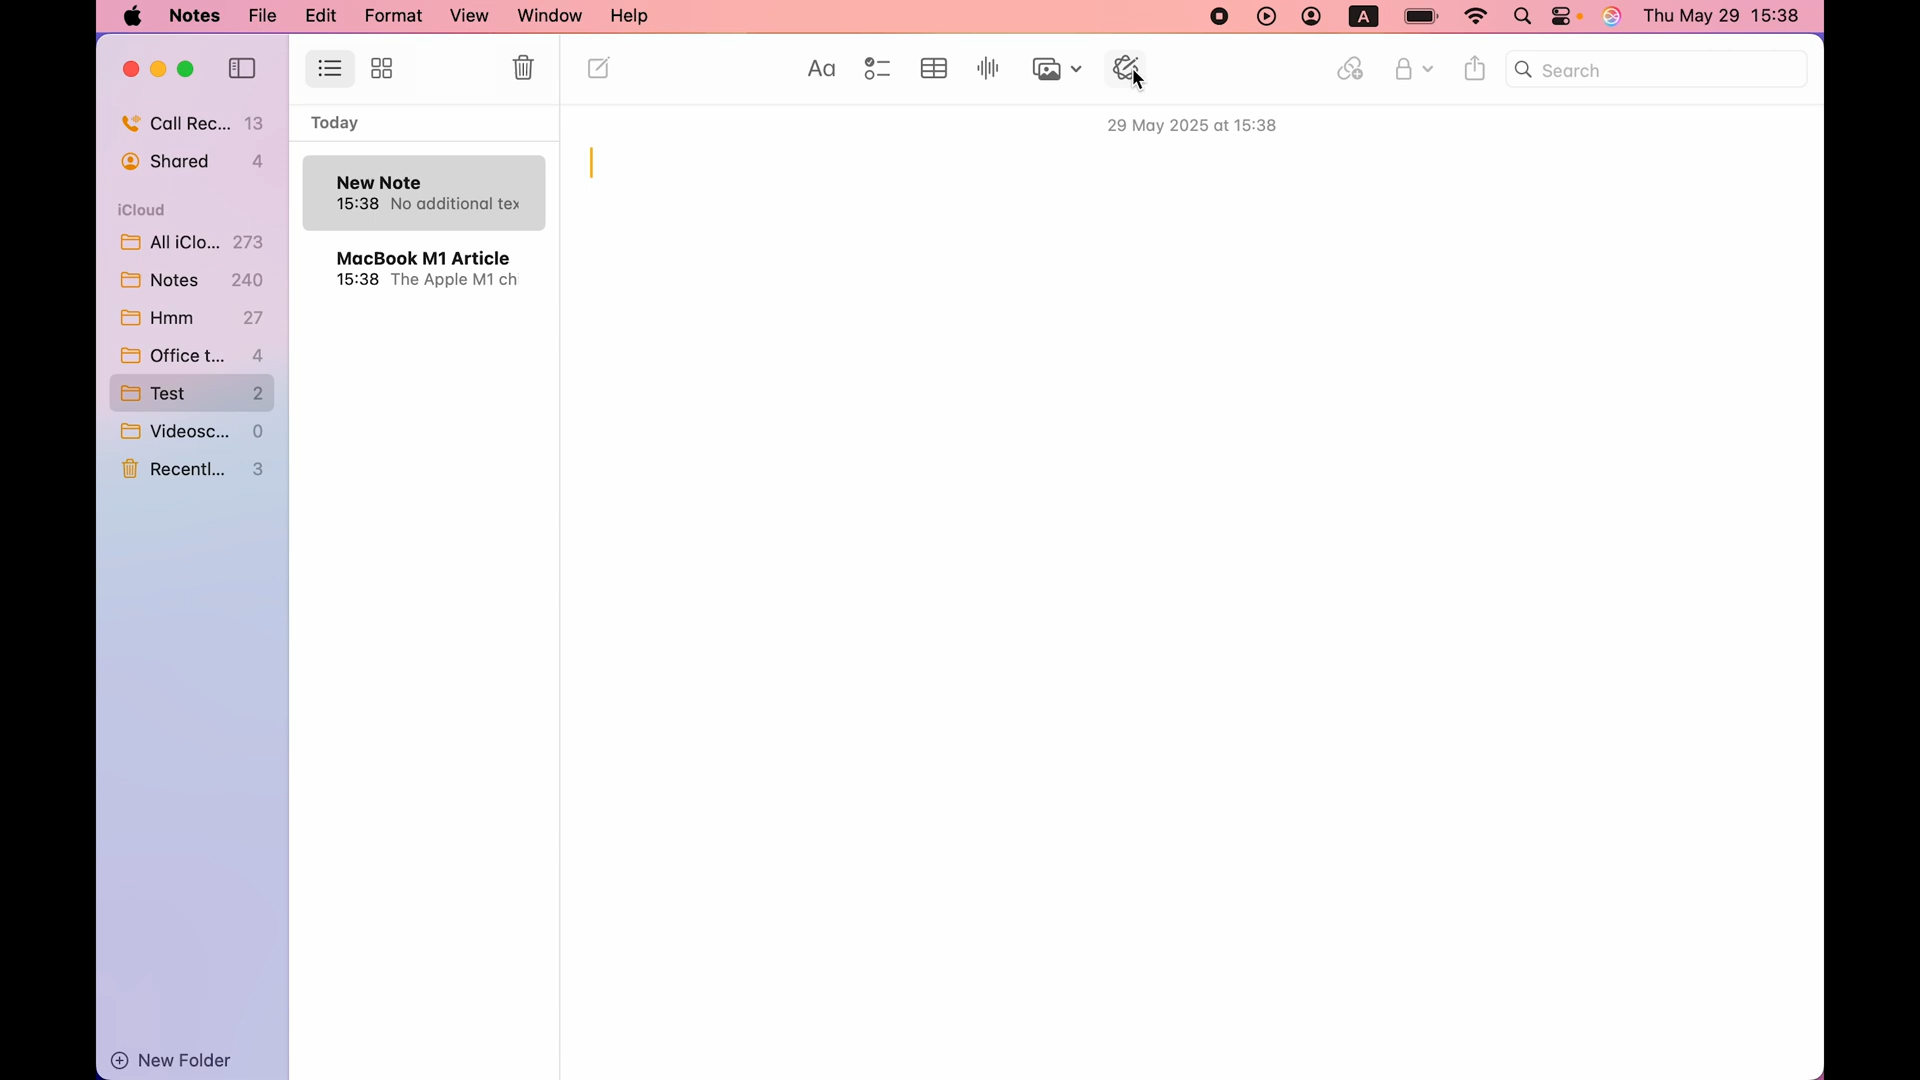 Notes File Edit Format View Window Help A Thu May 29 15:38
Aa Search
Call Rec... 13
Shared 4
iCloud
All iClo... 273
Notes 240
Hmm 27
Office t... 4
Test 2
Videosc... 0
Recentl... 3
New Folder
Today
New Note
15:38 No additional tex
MacBook M1 Article
15:38 The Apple M1 ch
29 May 2025 at 15:38